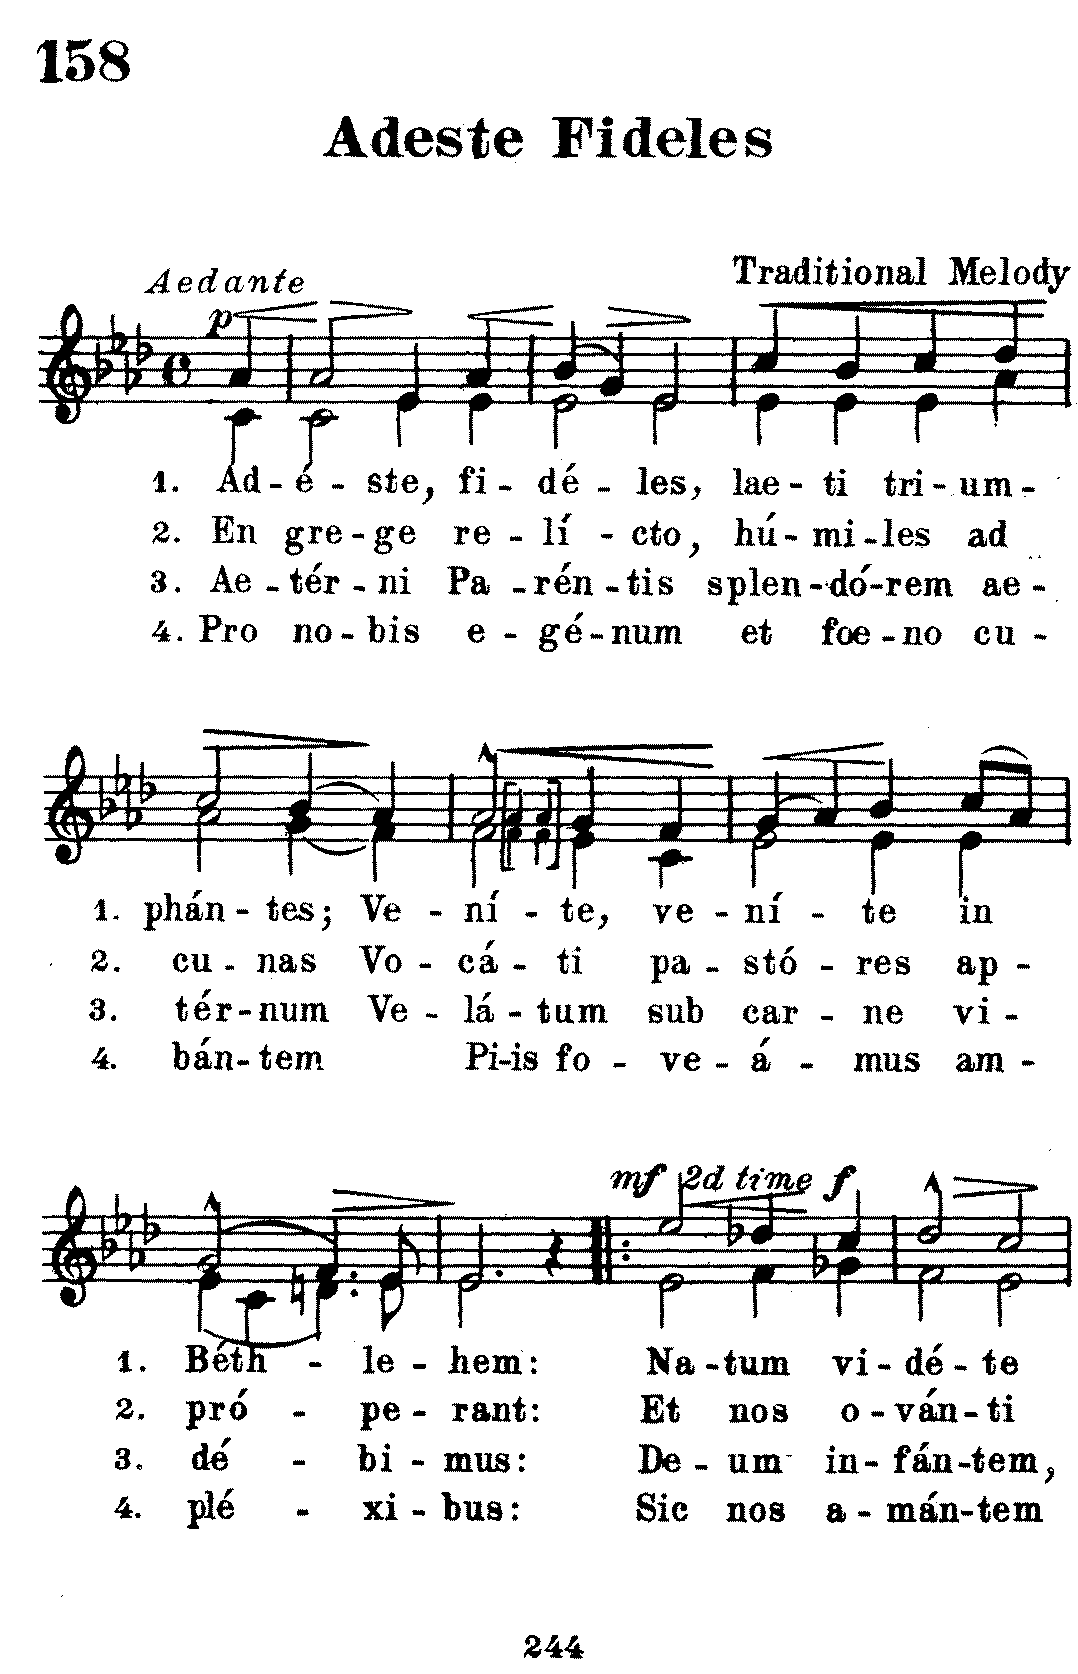 158
Adeste Fideles
Traditional Melody
Aedante
p
1. Ad - é - ste, fi - dé - les, lae - ti tri - um -
2. En gre - ge re - lí - cto, hú - mi - les ad
3. Ae - tér - ni Pa - rén - tis splen - dó - rem ae -
4. Pro no - bis e - gé - num et foe - no cu -
1. phán - tes; Ve - ní - te, ve - ní - te in
2. cu - nas Vo - cá - ti pa - stó - res ap -
3. tér - num Ve - lá - tum sub car - ne vi -
4. bán - tem Pi - is fo - ve - á - mus am -
mf 2d time f
1. Béth - le - hem: Na - tum vi - dé - te
2. pró - pe - rant: Et nos o - ván - ti
3. dé - bi - mus: De - um in - fán - tem,
4. plé - xi - bus: Sic nos a - mán - tem
244